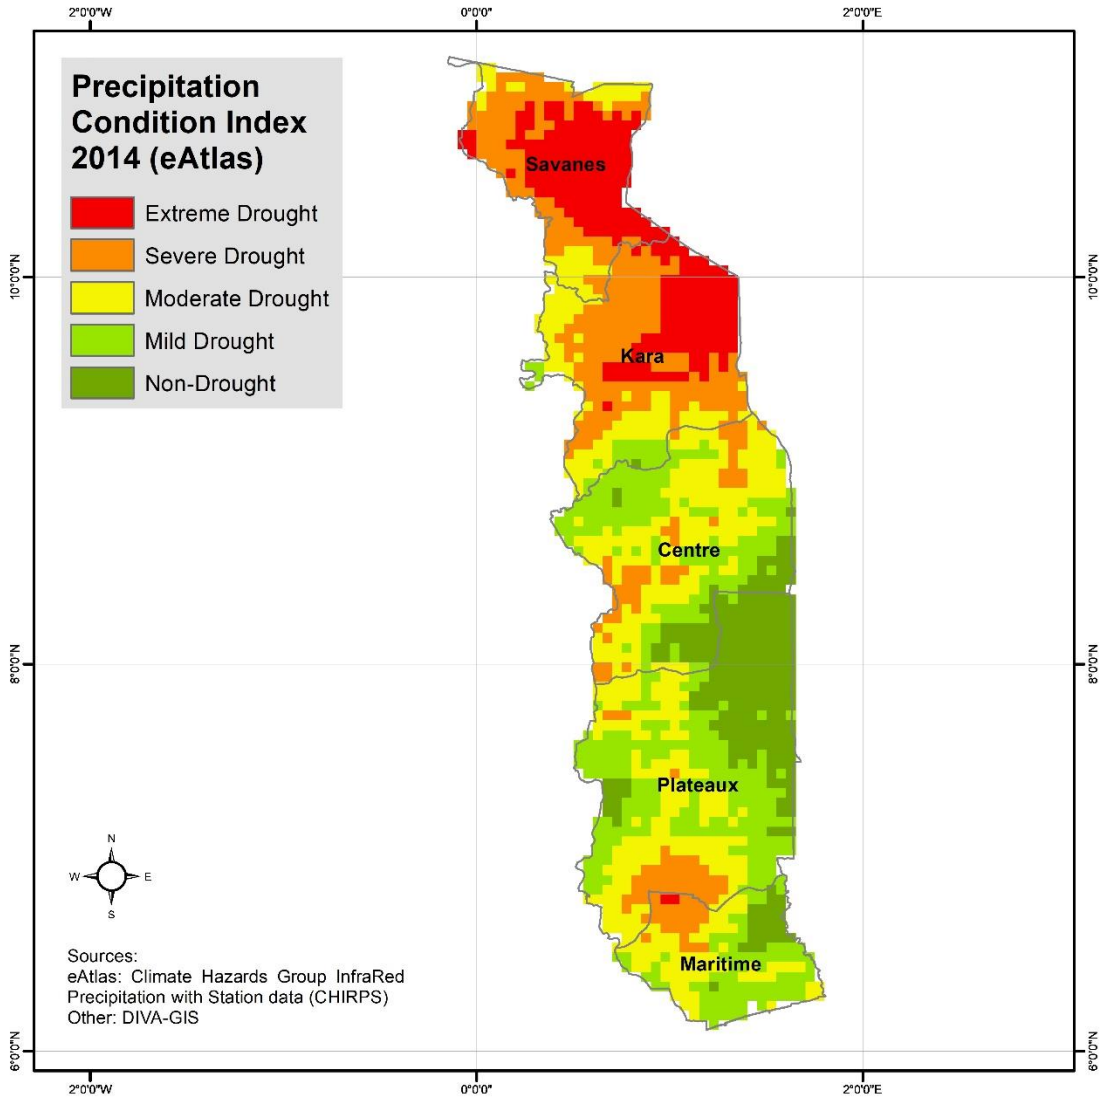 2°0'0"W
0°0'0"
2°0'0"E
Precipitation
Condition Index
2014 (eAtlas)
Extreme Drought
Severe Drought
Moderate Drought
Mild Drought
Non-Drought
Savanes
10°0'0"N
10°0'0"N
Kara
Centre
8°0'0"N
8°0'0"N
Plateaux
N
W
E
S
Sources:
eAtlas: Climate Hazards Group InfraRed
Precipitation with Station data (CHIRPS)
Other: DIVA-GIS
Maritime
6°0'0"N
6°0'0"N
2°0'0"W
0°0'0"
2°0'0"E